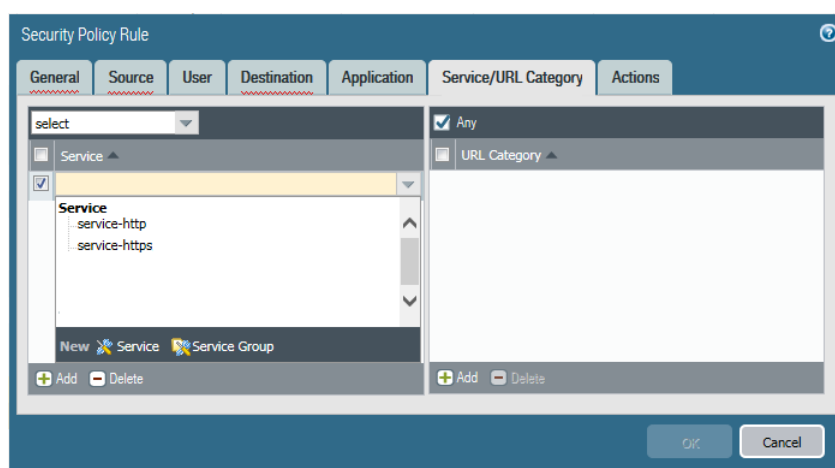 Security Policy Rule
General Source User Destination Application Service/URL Category Actions
select
Any
Service
URL Category
Service
service-http
service-https
New Service Service Group
Add Delete
Add Delete
OK Cancel